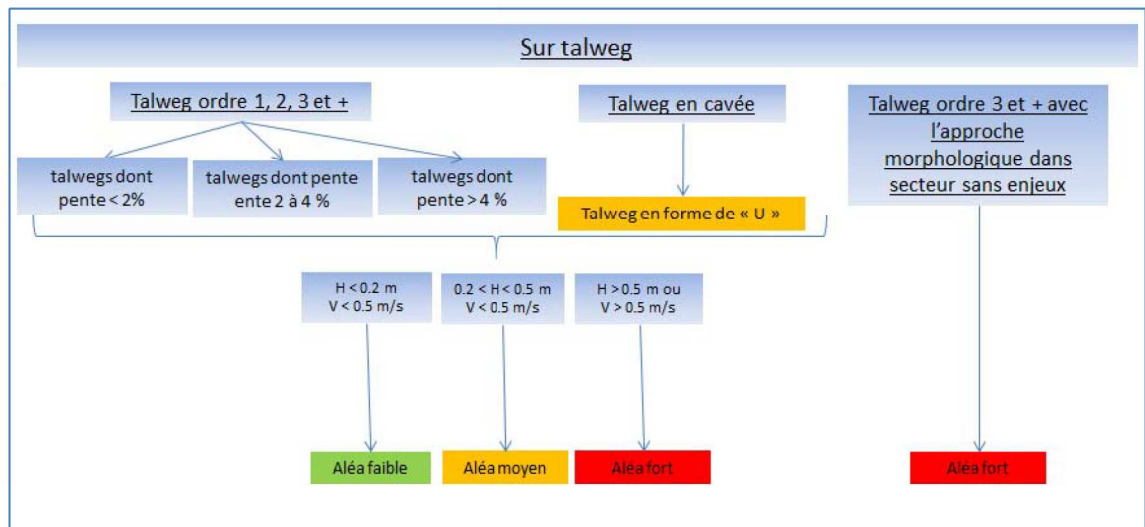 Sur talweg
Talweg ordre 1, 2, 3 et +
Talweg en cavée
Talweg ordre 3 et + avec
l'approche
morphologique dans
secteur sans enjeux
talwegs dont
pente < 2%
talwegs dont pente
ente 2 à 4 %
talwegs dont
pente > 4 %
Talweg en forme de « U »
H < 0.2 m
V < 0.5 m/s
0.2 < H < 0.5 m
V < 0.5 m/s
H > 0.5 m ou
V > 0.5 m/s
Aléa faible
Aléa moyen
Aléa fort
Aléa fort